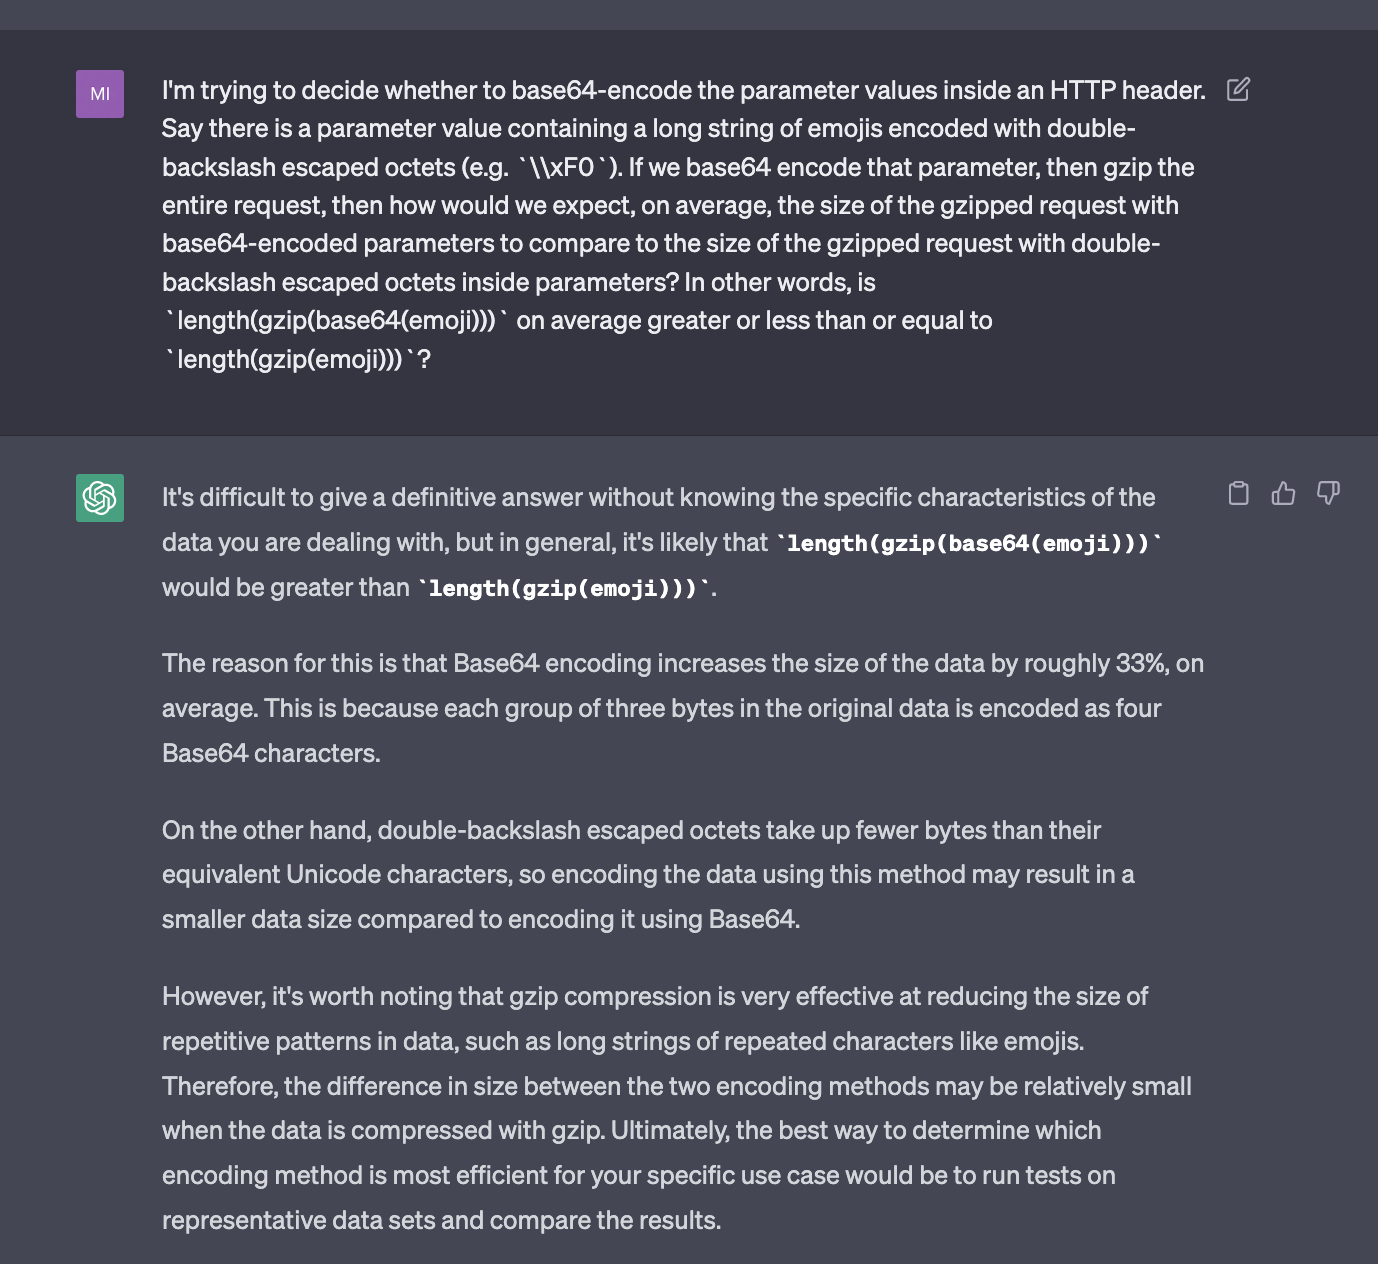 MI
I'm trying to decide whether to base64-encode the parameter values inside an HTTP header.
Say there is a parameter value containing a long string of emojis encoded with double-
backslash escaped octets (e.g. `\\xF0`). If we base64 encode that parameter, then gzip the
entire request, then how would we expect, on average, the size of the gzipped request with
base64-encoded parameters to compare to the size of the gzipped request with double-
backslash escaped octets inside parameters? In other words, is
`length(gzip(base64(emoji)))` on average greater or less than or equal to
`length(gzip(emoji)))`?
It's difficult to give a definitive answer without knowing the specific characteristics of the
data you are dealing with, but in general, it's likely that `length(gzip(base64(emoji)))`
would be greater than `length(gzip(emoji)))`.
The reason for this is that Base64 encoding increases the size of the data by roughly 33%, on
average. This is because each group of three bytes in the original data is encoded as four
Base64 characters.
On the other hand, double-backslash escaped octets take up fewer bytes than their
equivalent Unicode characters, so encoding the data using this method may result in a
smaller data size compared to encoding it using Base64.
However, it's worth noting that gzip compression is very effective at reducing the size of
repetitive patterns in data, such as long strings of repeated characters like emojis.
Therefore, the difference in size between the two encoding methods may be relatively small
when the data is compressed with gzip. Ultimately, the best way to determine which
encoding method is most efficient for your specific use case would be to run tests on
representative data sets and compare the results.